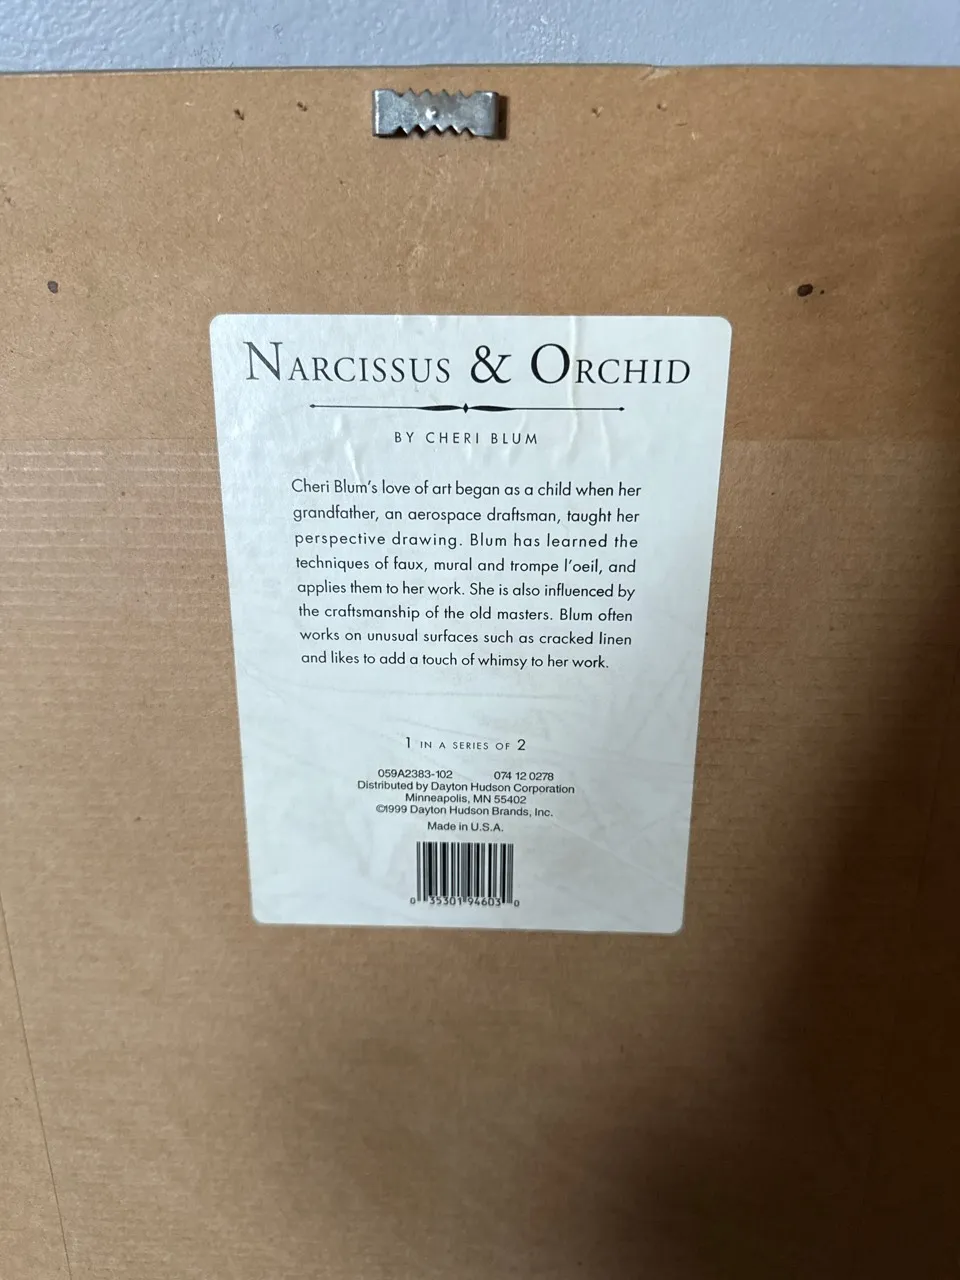 NARCISSUS & ORCHID
BY CHERI BLUM
Cheri Blum's love of art began as a child when her
grandfather, an aerospace draftsman, taught her
perspective drawing. Blum has learned the
techniques of faux, mural and trompe l'oeil, and
applies them to her work. She is also influenced by
the craftsmanship of the old masters. Blum often
works on unusual surfaces such as cracked linen
and likes to add a touch of whimsy to her work.
1 IN A SERIES OF 2
059A2383-102 074 12 0278
Distributed by Dayton Hudson Corporation
Minneapolis, MN 55402
©1999 Dayton Hudson Brands, Inc.
Made in U.S.A.
0 35301 94603 0